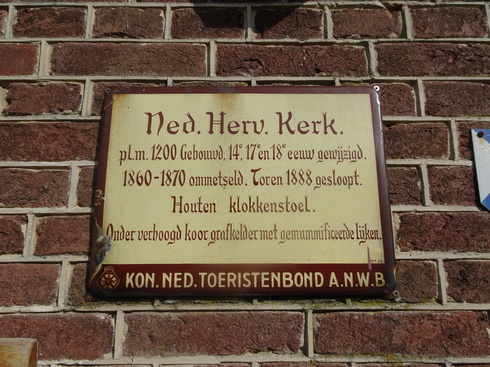 Ned. Herv. Kerk.
pl.m. 1200 Gebouwd, 14e 17e en 18e eeuw gewijzigd.
1860-1870 ommetseld. Toren 1888 gesloopt.
Houten klokkenstoel.
Onder verhoogd koor grafkelder met gemummificeerde lijken.
KON. NED. TOERISTENBOND A.N.W.B.